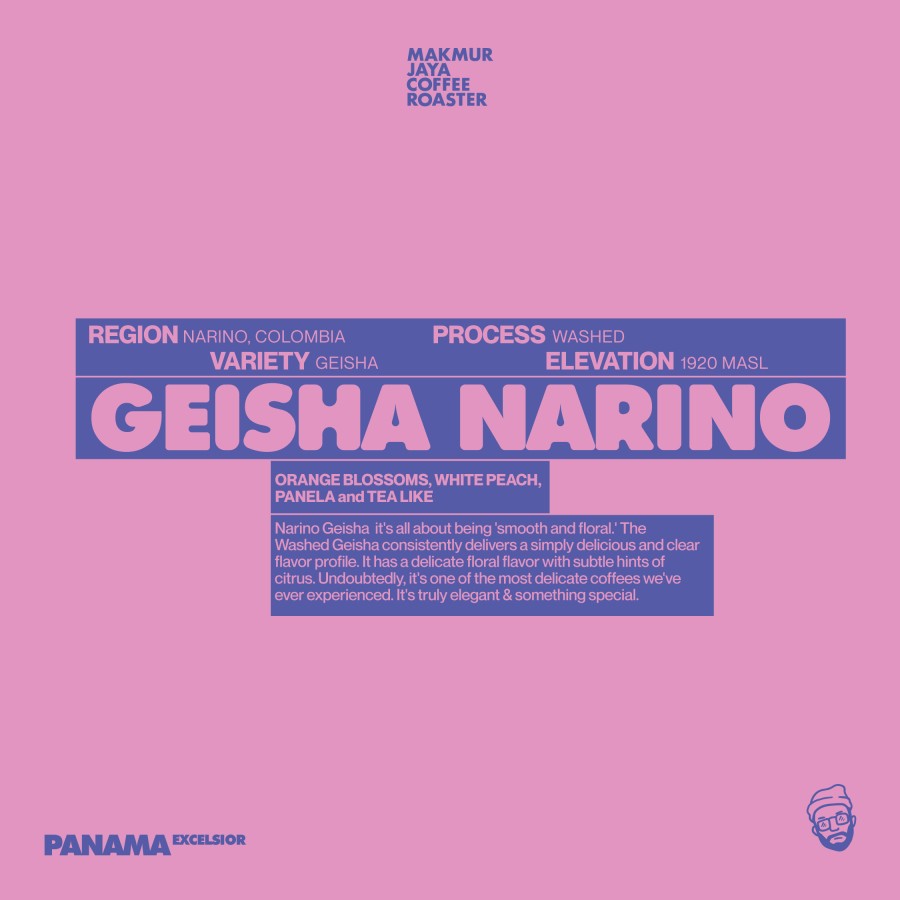 MAKMUR
JAYA
COFFEE
ROASTER
REGION NARINO, COLOMBIA PROCESS WASHED
VARIETY GEISHA ELEVATION 1920 MASL
GEISHA NARINO
ORANGE BLOSSOMS, WHITE PEACH,
PANELA and TEA LIKE
Narino Geisha it's all about being 'smooth and floral.' The
Washed Geisha consistently delivers a simply delicious and clear
flavor profile. It has a delicate floral flavor with subtle hints of
citrus. Undoubtedly, it's one of the most delicate coffees we've
ever experienced. It's truly elegant & something special.
PANAMA EXCELSIOR